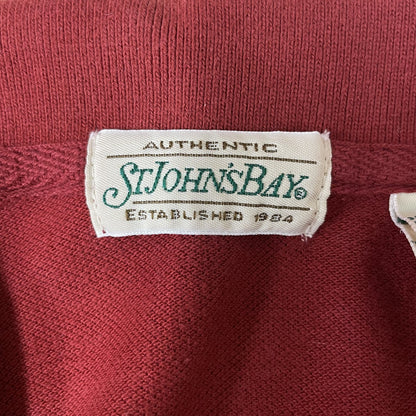 AUTHENTIC
ST.JOHN'S BAY®
ESTABLISHED 1984